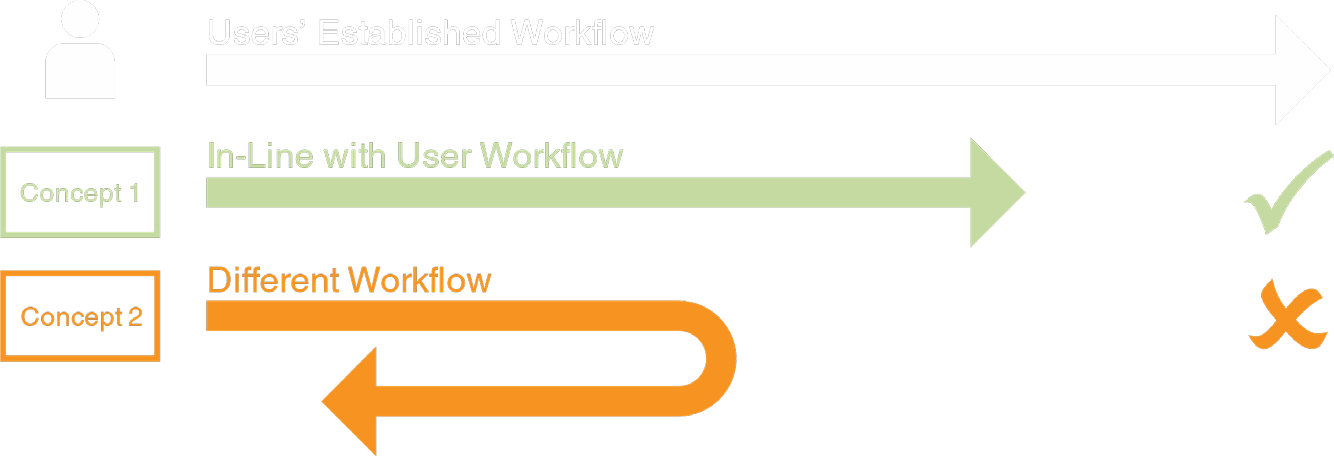 Users’ Established Workflow
In-Line with User Workflow
Concept 1
Different Workflow
Concept 2